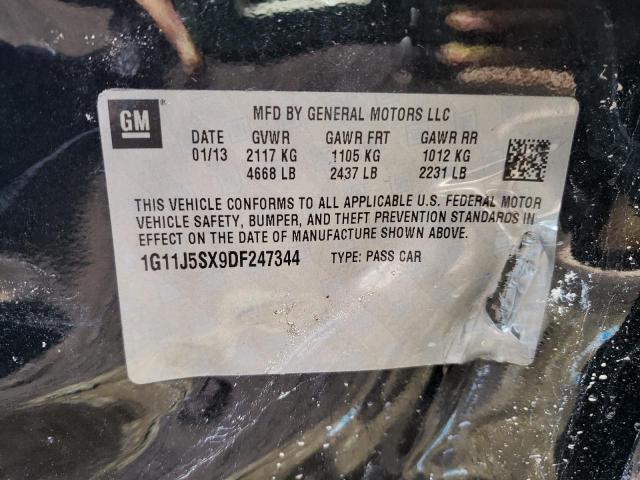 GM
MFD BY GENERAL MOTORS LLC
DATE GVWR GAWR FRT GAWR RR
01/13 2117 KG 1105 KG 1012 KG
4668 LB 2437 LB 2231 LB
THIS VEHICLE CONFORMS TO ALL APPLICABLE U.S. FEDERAL MOTOR
VEHICLE SAFETY, BUMPER, AND THEFT PREVENTION STANDARDS IN
EFFECT ON THE DATE OF MANUFACTURE SHOWN ABOVE.
1G11J5SX9DF247344 TYPE: PASS CAR